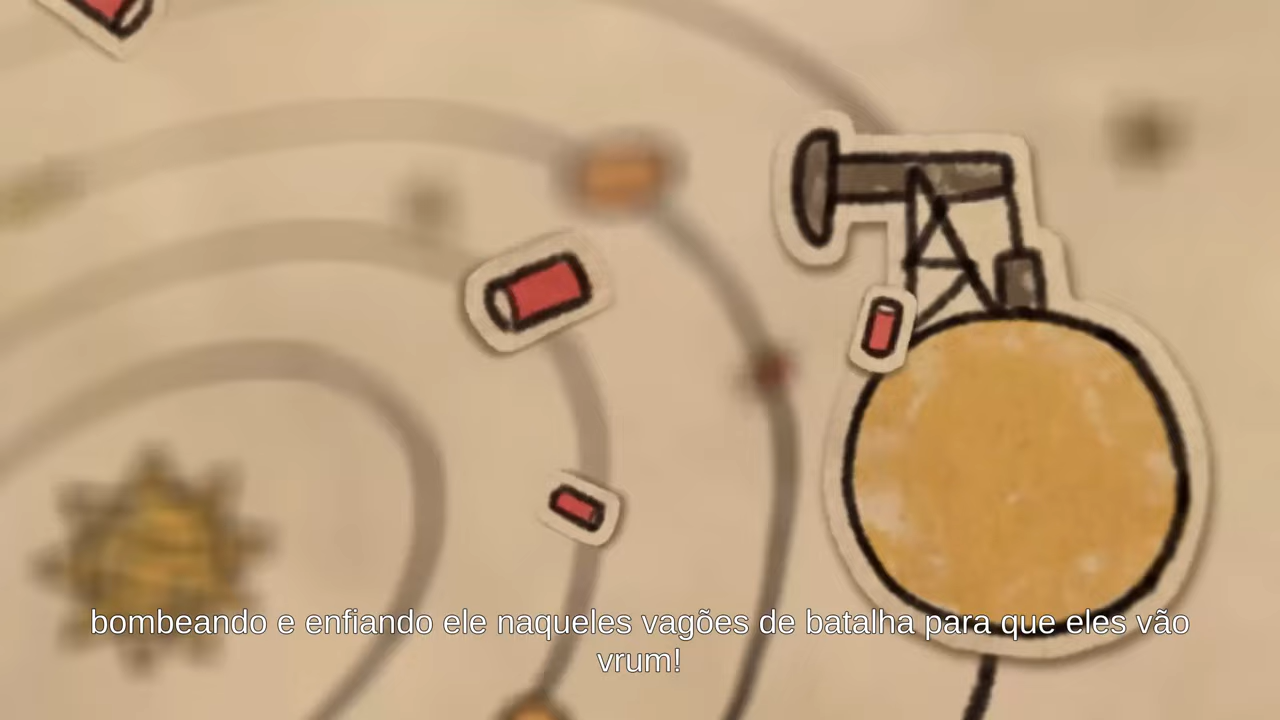 bombeando e enfiando ele naqueles vagões de batalha para que eles vão
vrum!